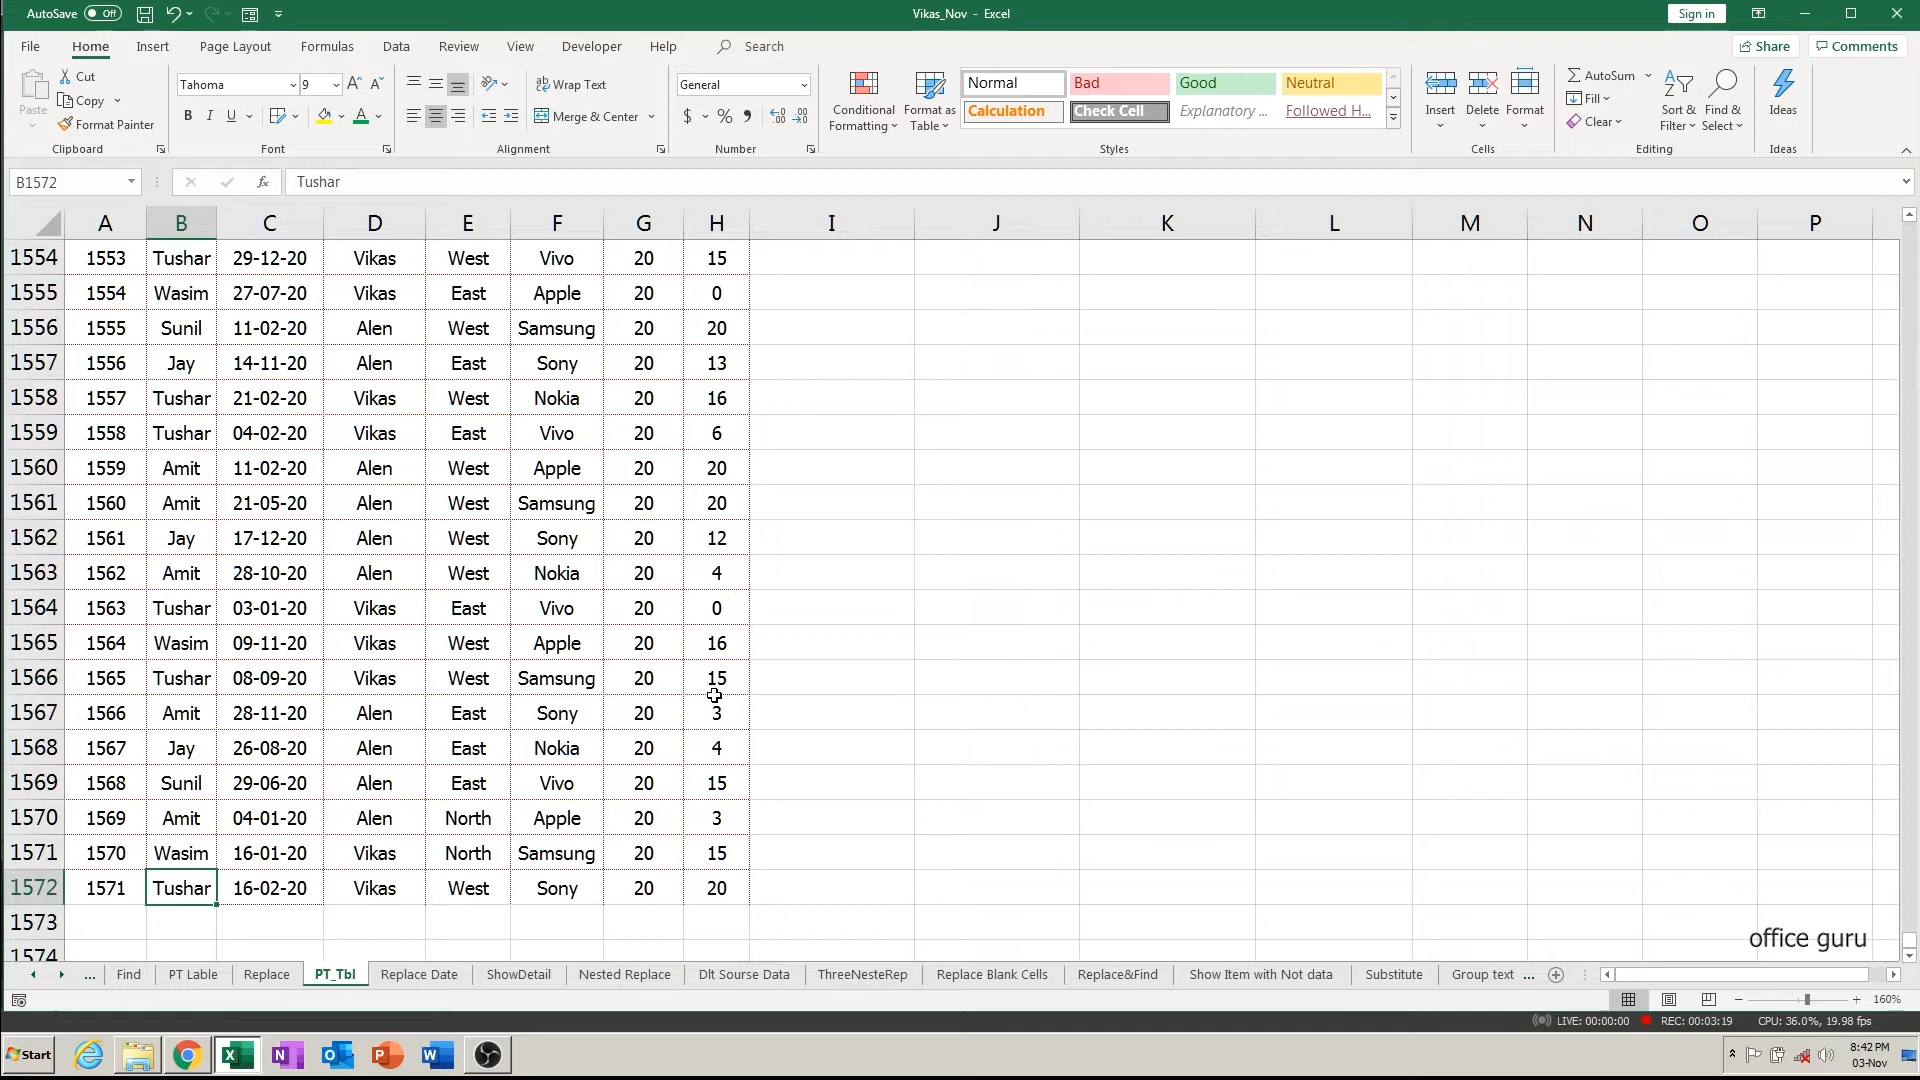 AutoSave Off
Vikas_Nov - Excel
Sign in
File Home Insert Page Layout Formulas Data Review View Developer Help Search
Share Comments
Paste
Cut
Copy
Format Painter
Clipboard
Tahoma 9
B I U
Font
Wrap Text
Merge & Center
Alignment
General
$ % ,
Number
Conditional Formatting
Format as Table
Normal Bad Good Neutral
Calculation Check Cell Explanatory ... Followed H...
Styles
Insert Delete Format
Cells
AutoSum
Fill
Clear
Sort & Filter
Find & Select
Editing
Ideas
Ideas
B1572 fx Tushar
A B C D E F G H I J K L M N O P
1554 1553 Tushar 29-12-20 Vikas West Vivo 20 15
1555 1554 Wasim 27-07-20 Vikas East Apple 20 0
1556 1555 Sunil 11-02-20 Alen West Samsung 20 20
1557 1556 Jay 14-11-20 Alen East Sony 20 13
1558 1557 Tushar 21-02-20 Vikas West Nokia 20 16
1559 1558 Tushar 04-02-20 Vikas East Vivo 20 6
1560 1559 Amit 11-02-20 Alen West Apple 20 20
1561 1560 Amit 21-05-20 Alen West Samsung 20 20
1562 1561 Jay 17-12-20 Alen West Sony 20 12
1563 1562 Amit 28-10-20 Alen West Nokia 20 4
1564 1563 Tushar 03-01-20 Vikas East Vivo 20 0
1565 1564 Wasim 09-11-20 Vikas West Apple 20 16
1566 1565 Tushar 08-09-20 Vikas West Samsung 20 15
1567 1566 Amit 28-11-20 Alen East Sony 20 3
1568 1567 Jay 26-08-20 Alen East Nokia 20 4
1569 1568 Sunil 29-06-20 Alen East Vivo 20 15
1570 1569 Amit 04-01-20 Alen North Apple 20 3
1571 1570 Wasim 16-01-20 Vikas North Samsung 20 15
1572 1571 Tushar 16-02-20 Vikas West Sony 20 20
1573
1574
office guru
... Find PT Lable Replace PT_Tbl Replace Date ShowDetail Nested Replace Dlt Sourse Data ThreeNesteRep Replace Blank Cells Replace&Find Show Item with Not data Substitute Group text ...
160%
LIVE: 00:00:00 REC: 00:03:19 CPU: 36.0%, 19.98 fps
Start
8:42 PM
03-Nov